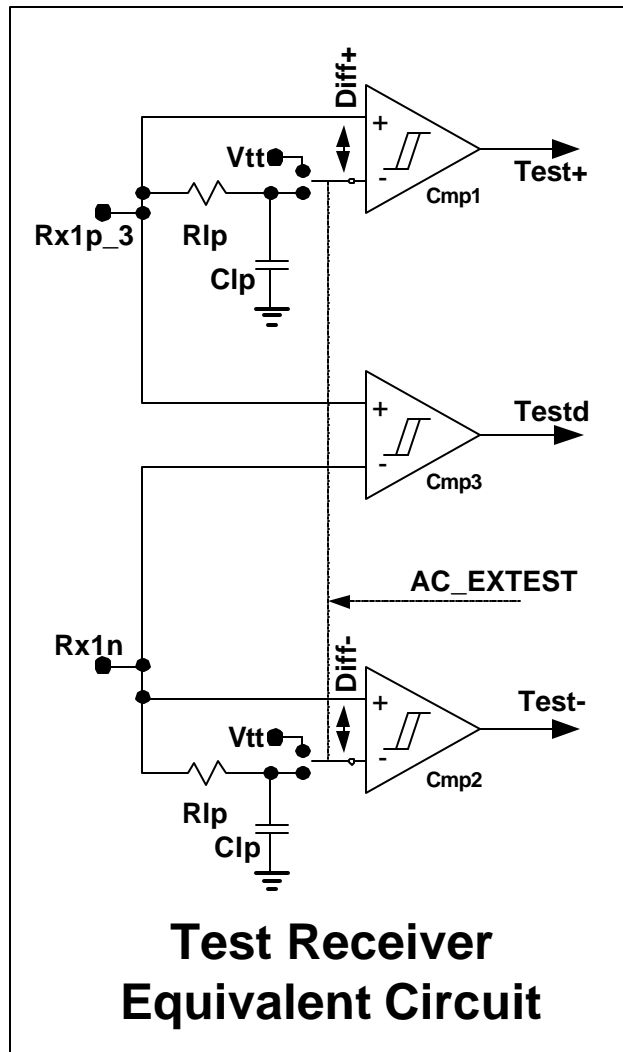 Diff+
+
Vtt
-
Test+
Cmp1
Rx1p_3
Rlp
Clp
+
Testd
-
Cmp3
AC_EXTEST
Rx1n
Diff-
+
Test-
Vtt
-
Cmp2
Rlp
Clp
Test Receiver
Equivalent Circuit